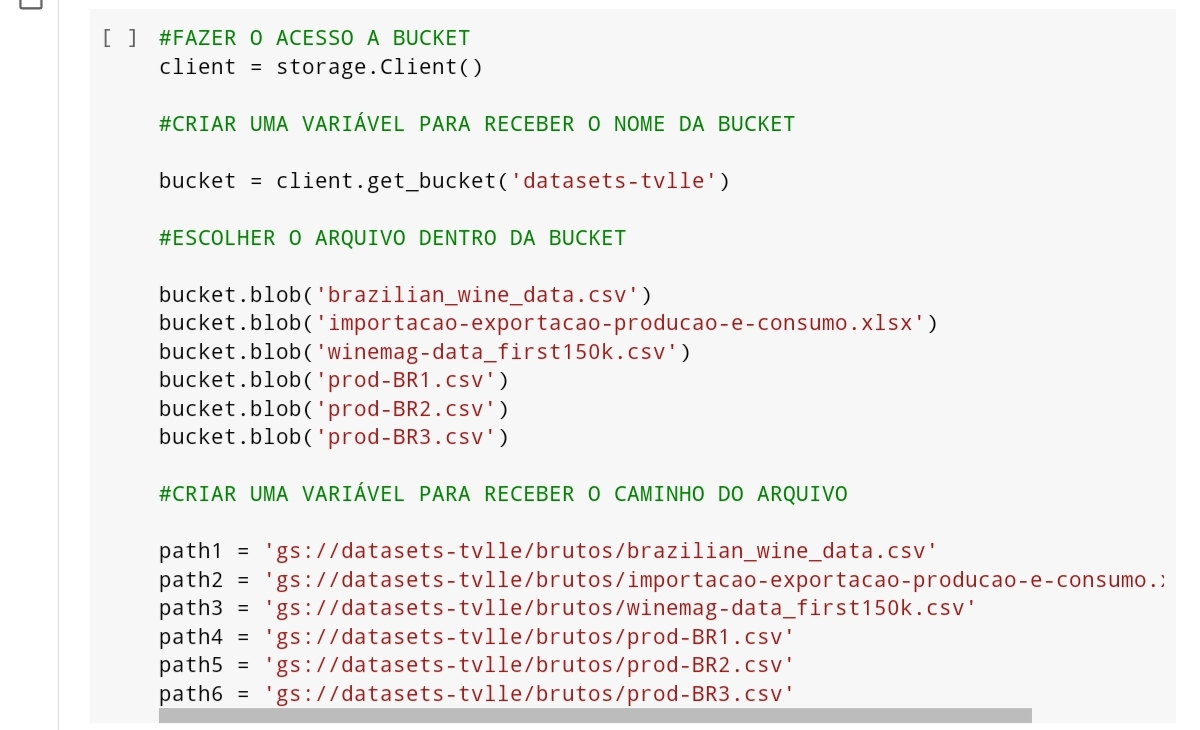 [ ] #FAZER O ACESSO A BUCKET
client = storage.Client()
#CRIAR UMA VARIÁVEL PARA RECEBER O NOME DA BUCKET
bucket = client.get_bucket('datasets-tvlle')
#ESCOLHER O ARQUIVO DENTRO DA BUCKET
bucket.blob('brazilian_wine_data.csv')
bucket.blob('importacao-exportacao-producao-e-consumo.xlsx')
bucket.blob('winemag-data_first150k.csv')
bucket.blob('prod-BR1.csv')
bucket.blob('prod-BR2.csv')
bucket.blob('prod-BR3.csv')
#CRIAR UMA VARIÁVEL PARA RECEBER O CAMINHO DO ARQUIVO
path1 = 'gs://datasets-tvlle/brutos/brazilian_wine_data.csv'
path2 = 'gs://datasets-tvlle/brutos/importacao-exportacao-producao-e-consumo.
path3 = 'gs://datasets-tvlle/brutos/winemag-data_first150k.csv'
path4 = 'gs://datasets-tvlle/brutos/prod-BR1.csv'
path5 = 'gs://datasets-tvlle/brutos/prod-BR2.csv'
path6 = 'gs://datasets-tvlle/brutos/prod-BR3.csv'